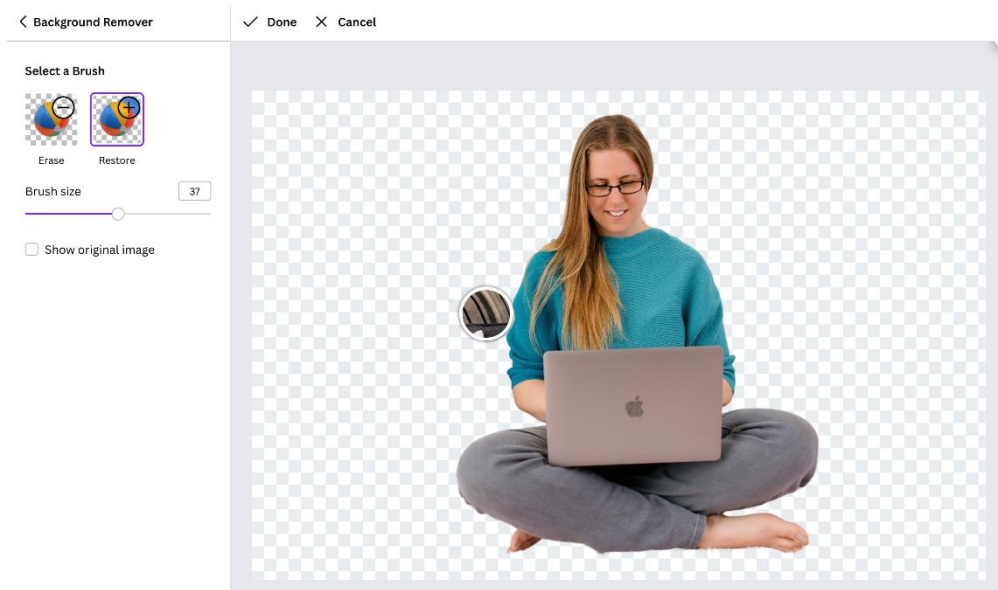 Background Remover
Done
Cancel
Select a Brush
Erase
Restore
Brush size
37
Show original image